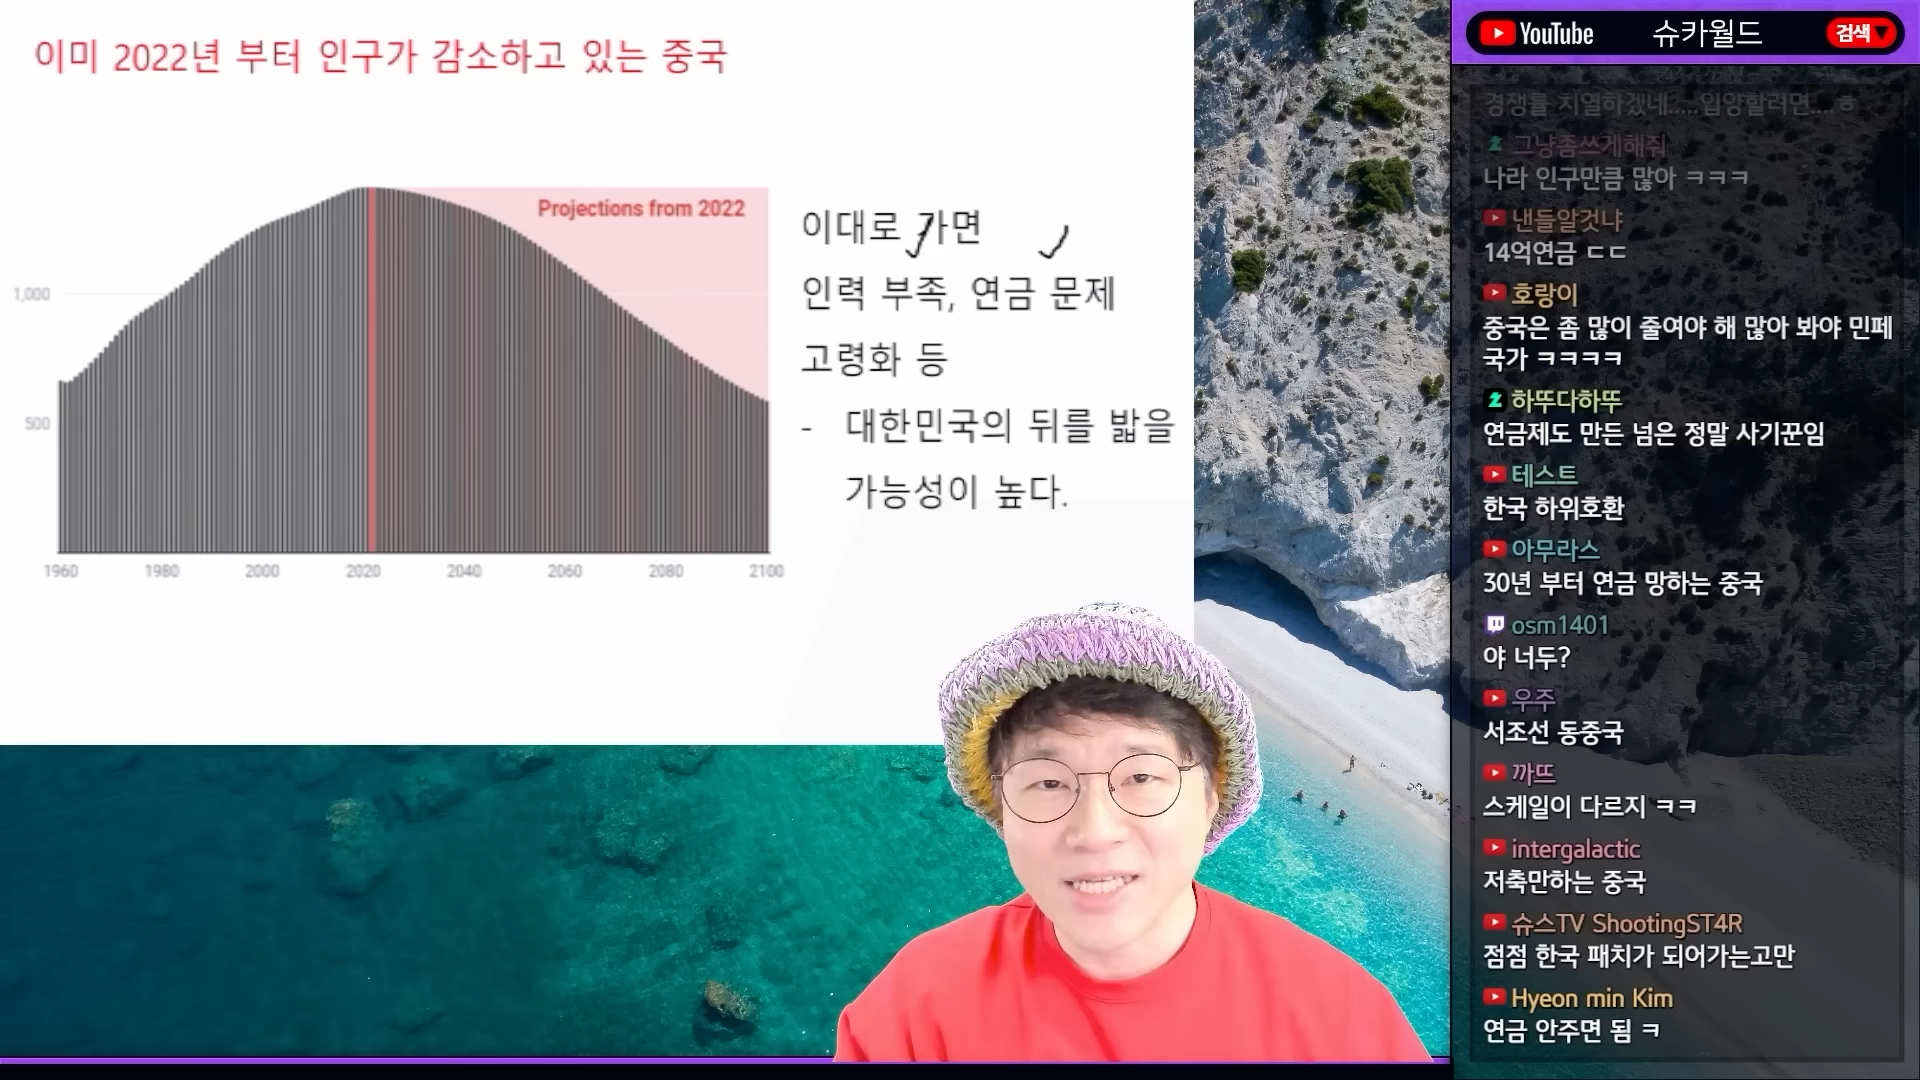 이미 2022년 부터 인구가 감소하고 있는 중국
Projections from 2022
1,000
500
1960 1980 2000 2020 2040 2060 2080 2100
이대로 가면
인력 부족, 연금 문제
고령화 등
- 대한민국의 뒤를 밟을
가능성이 높다.
YouTube 슈카월드 검색
경쟁률 치열하겠네.....입양할려면....ㅎ
그냥좀쓰게해줘
나라 인구만큼 많아 ㅋㅋㅋ
낸들알것냐
14억연금 ㄷㄷ
호랑이
중국은 좀 많이 줄여야 해 많아 봐야 민폐
국가 ㅋㅋㅋㅋ
하뚜다하뚜
연금제도 만든 넘은 정말 사기꾼임
테스트
한국 하위호환
아무라스
30년 부터 연금 망하는 중국
osm1401
야 너두?
우주
서조선 동중국
까뜨
스케일이 다르지 ㅋㅋ
intergalactic
저축만하는 중국
슈스TV ShootingST4R
점점 한국 패치가 되어가는고만
Hyeon min Kim
연금 안주면 됨 ㅋ